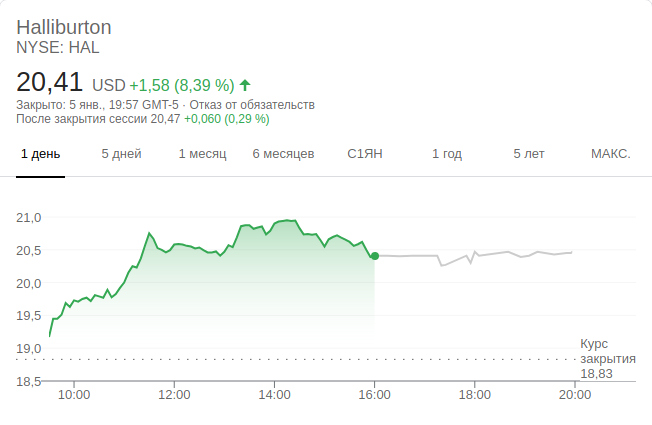 Halliburton
NYSE: HAL
20,41 USD +1,58 (8,39 %)
Закрыто: 5 янв., 19:57 GMT-5 · Отказ от обязательств
После закрытия сессии 20,47 +0,060 (0,29 %)
1 день 5 дней 1 месяц 6 месяцев С1ЯН 1 год 5 лет МАКС.
21,0
20,5
20,0
19,5
19,0
Курс
закрытия
18,83
18,5
10:00 12:00 14:00 16:00 18:00 20:00